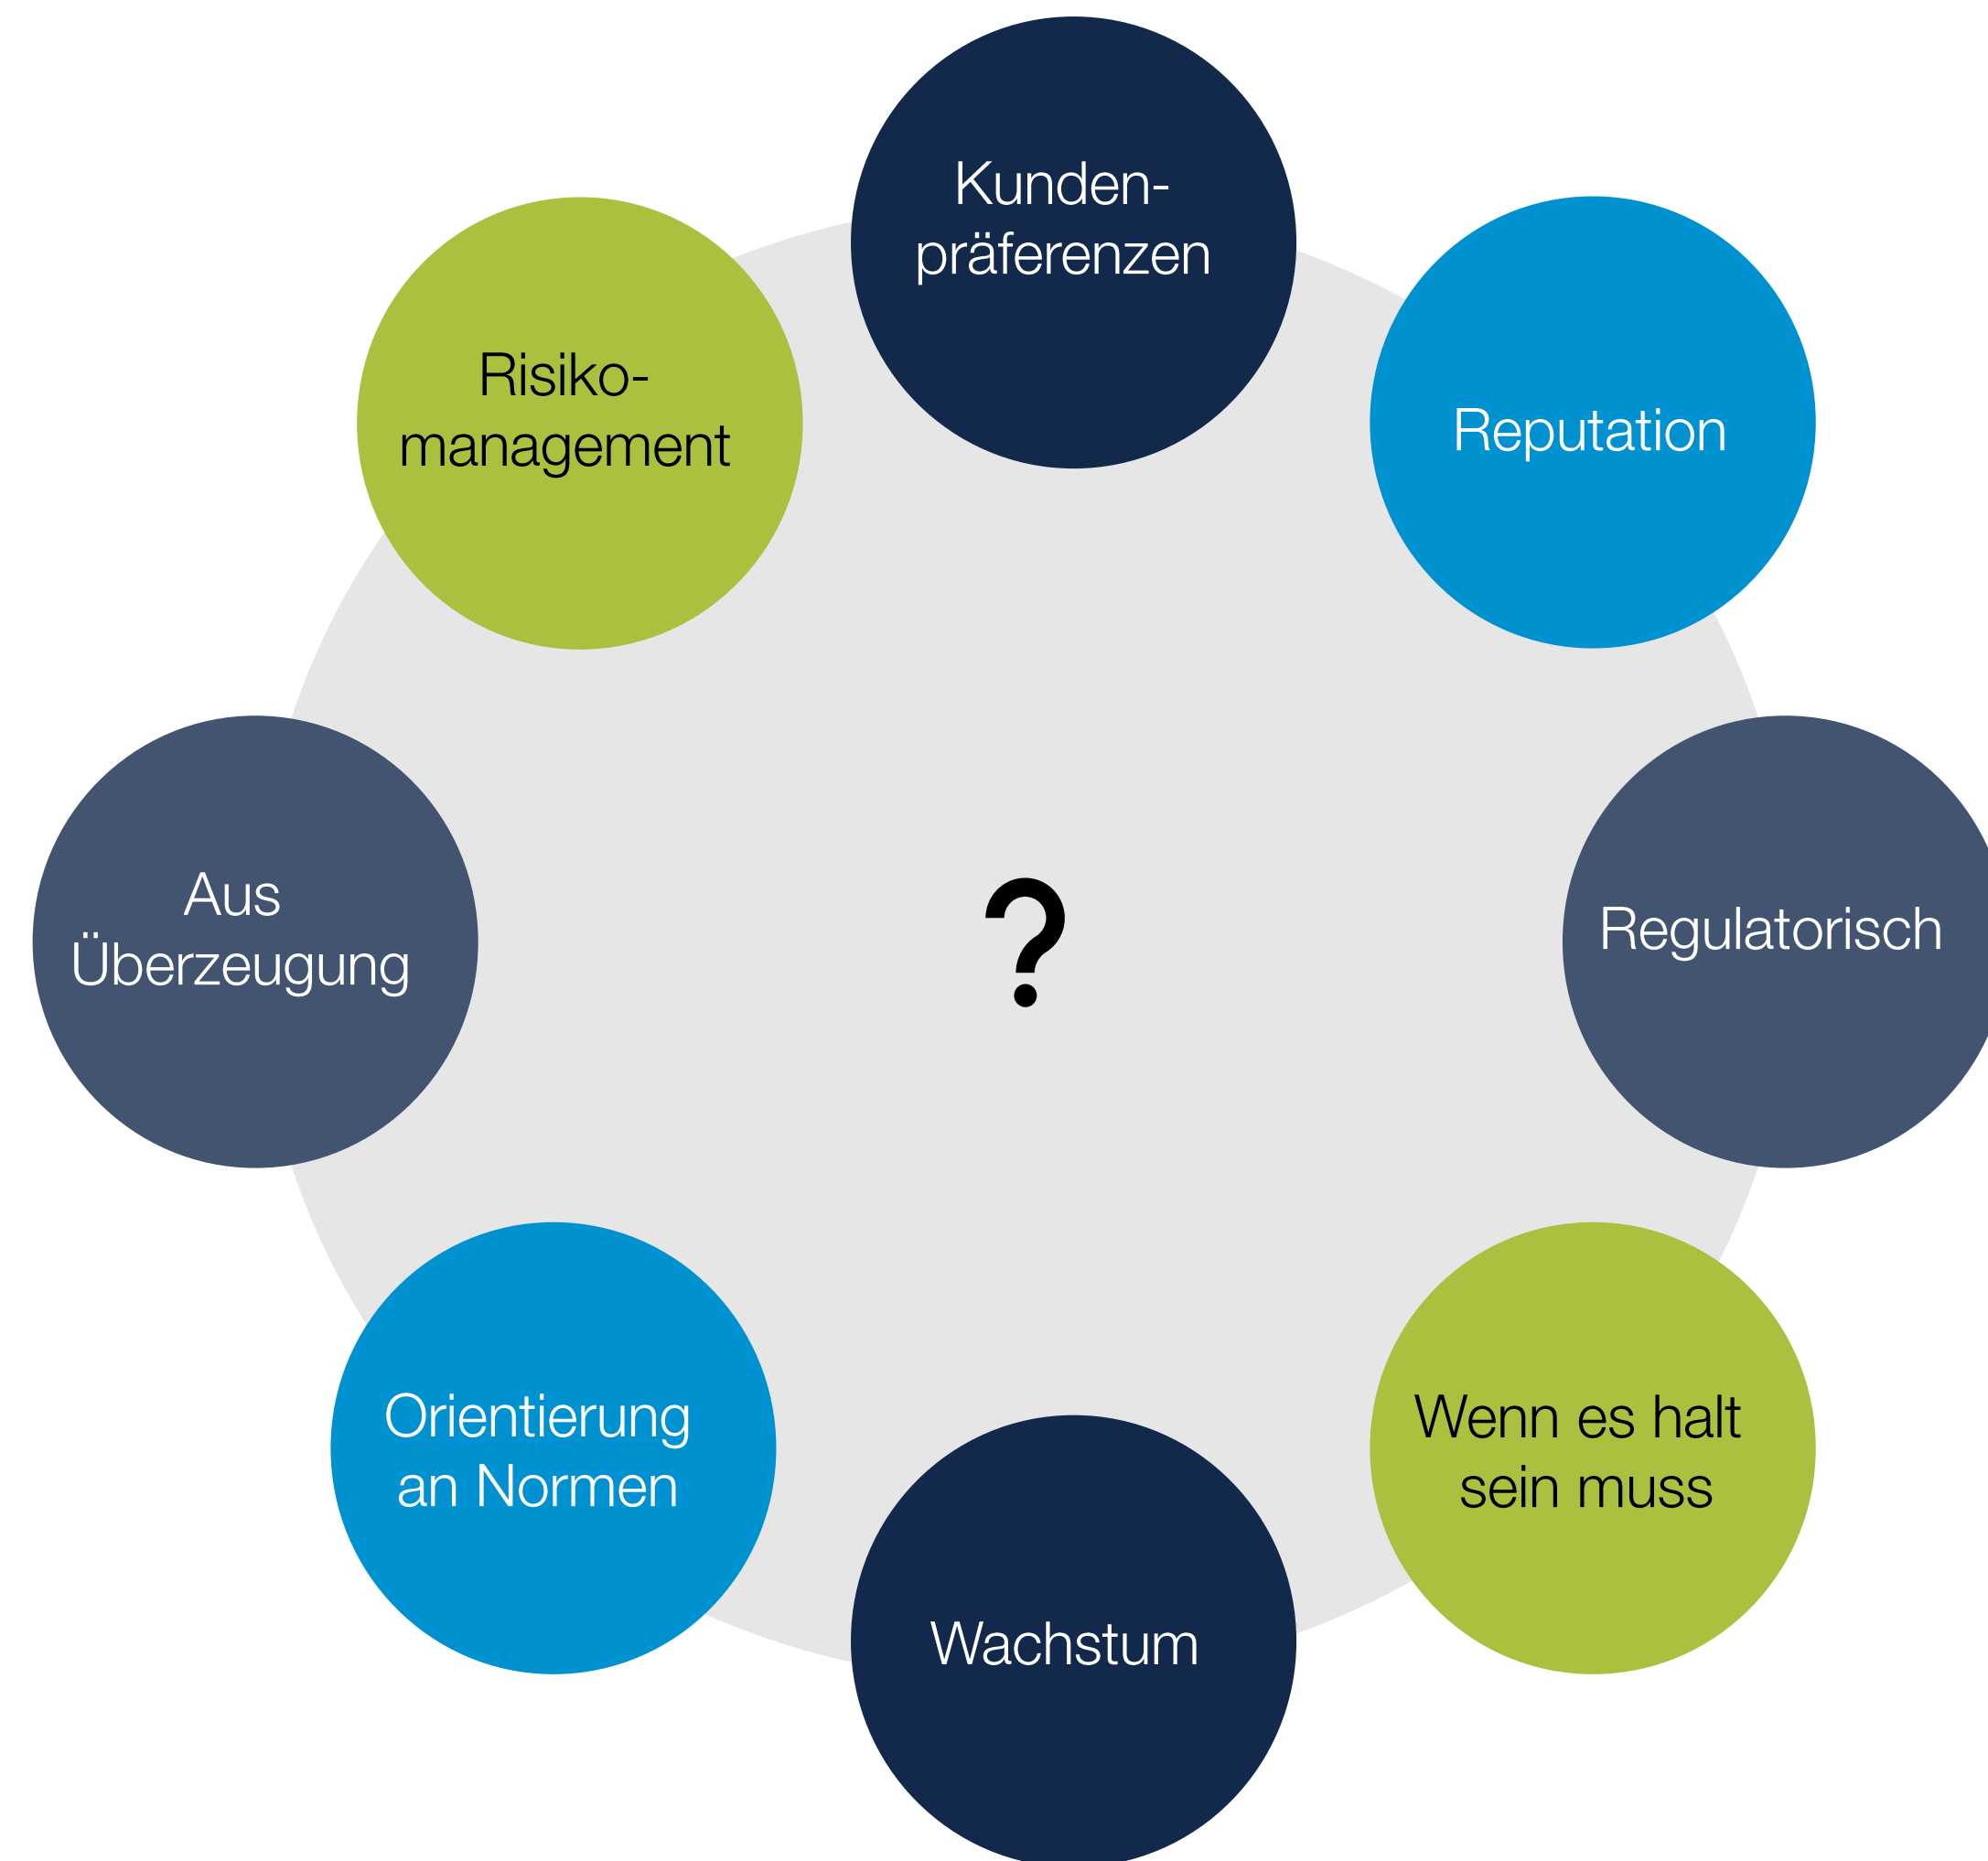 Kunden-
präferenzen
Reputation
Regulatorisch
Wenn es halt
sein muss
Wachstum
Orientierung
an Normen
Aus
Überzeugung
Risiko-
management
?